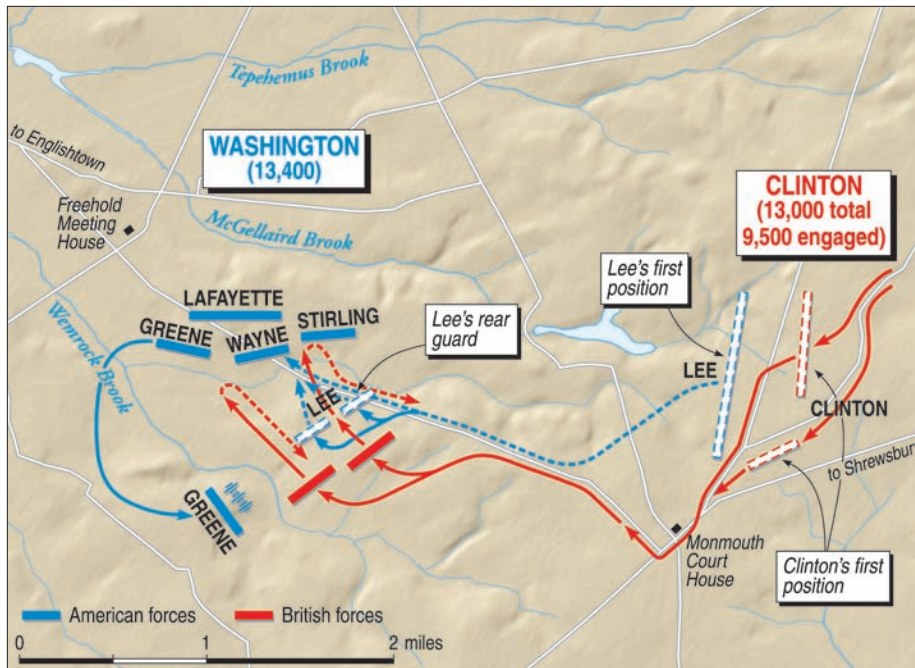 Tepehemus Brook
to Englishtown
WASHINGTON
(13,400)
CLINTON
(13,000 total
9,500 engaged)
Freehold
Meeting
House
McGellaird Brook
Lee's first
position
LAFAYETTE
GREENE
WAYNE
STIRLING
Lee's rear
guard
Wemrock Brook
LEE
LEE
CLINTON
to Shrewsbury
GREENE
Monmouth
Court
House
Clinton's first
position
American forces
British forces
0
1
2 miles